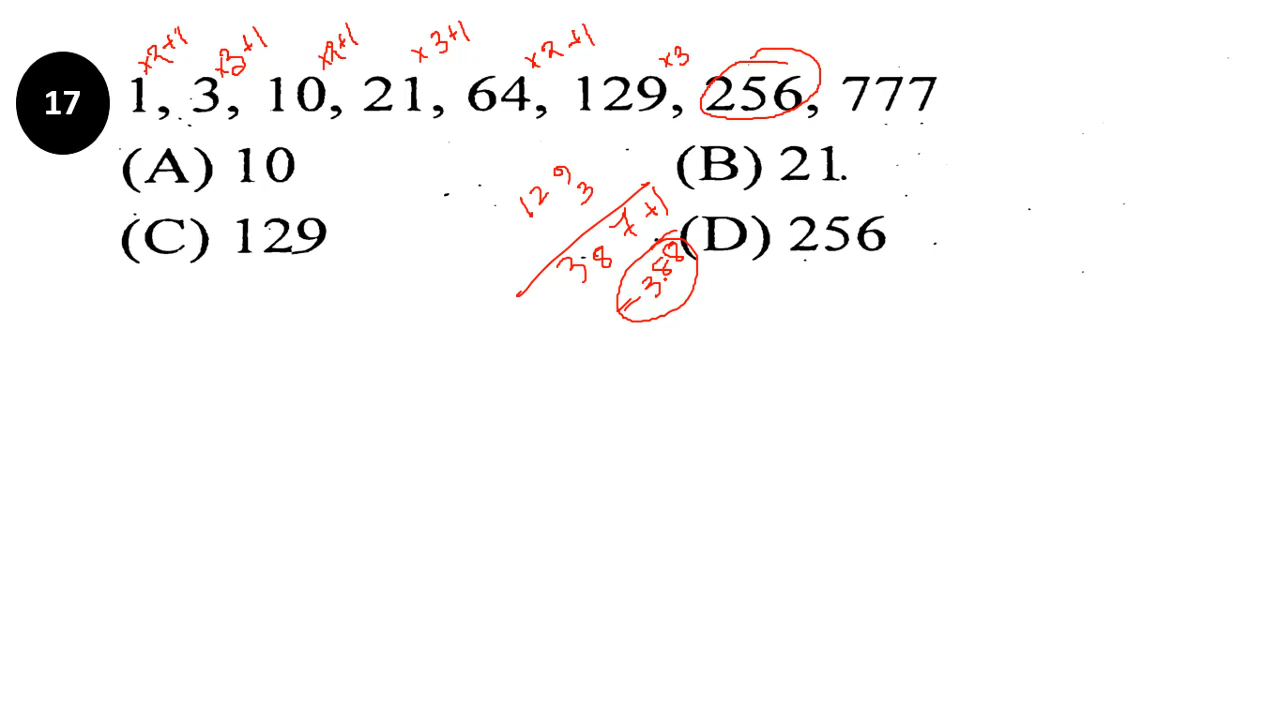 ×2+1 ×3+1 ×2+1 ×3+1 ×2+1 ×3
17 1, 3, 10, 21, 64, 129, 256, 777
(A) 10 (B) 21.
129
3
×+1
38
= 388
(C) 129 (D) 256